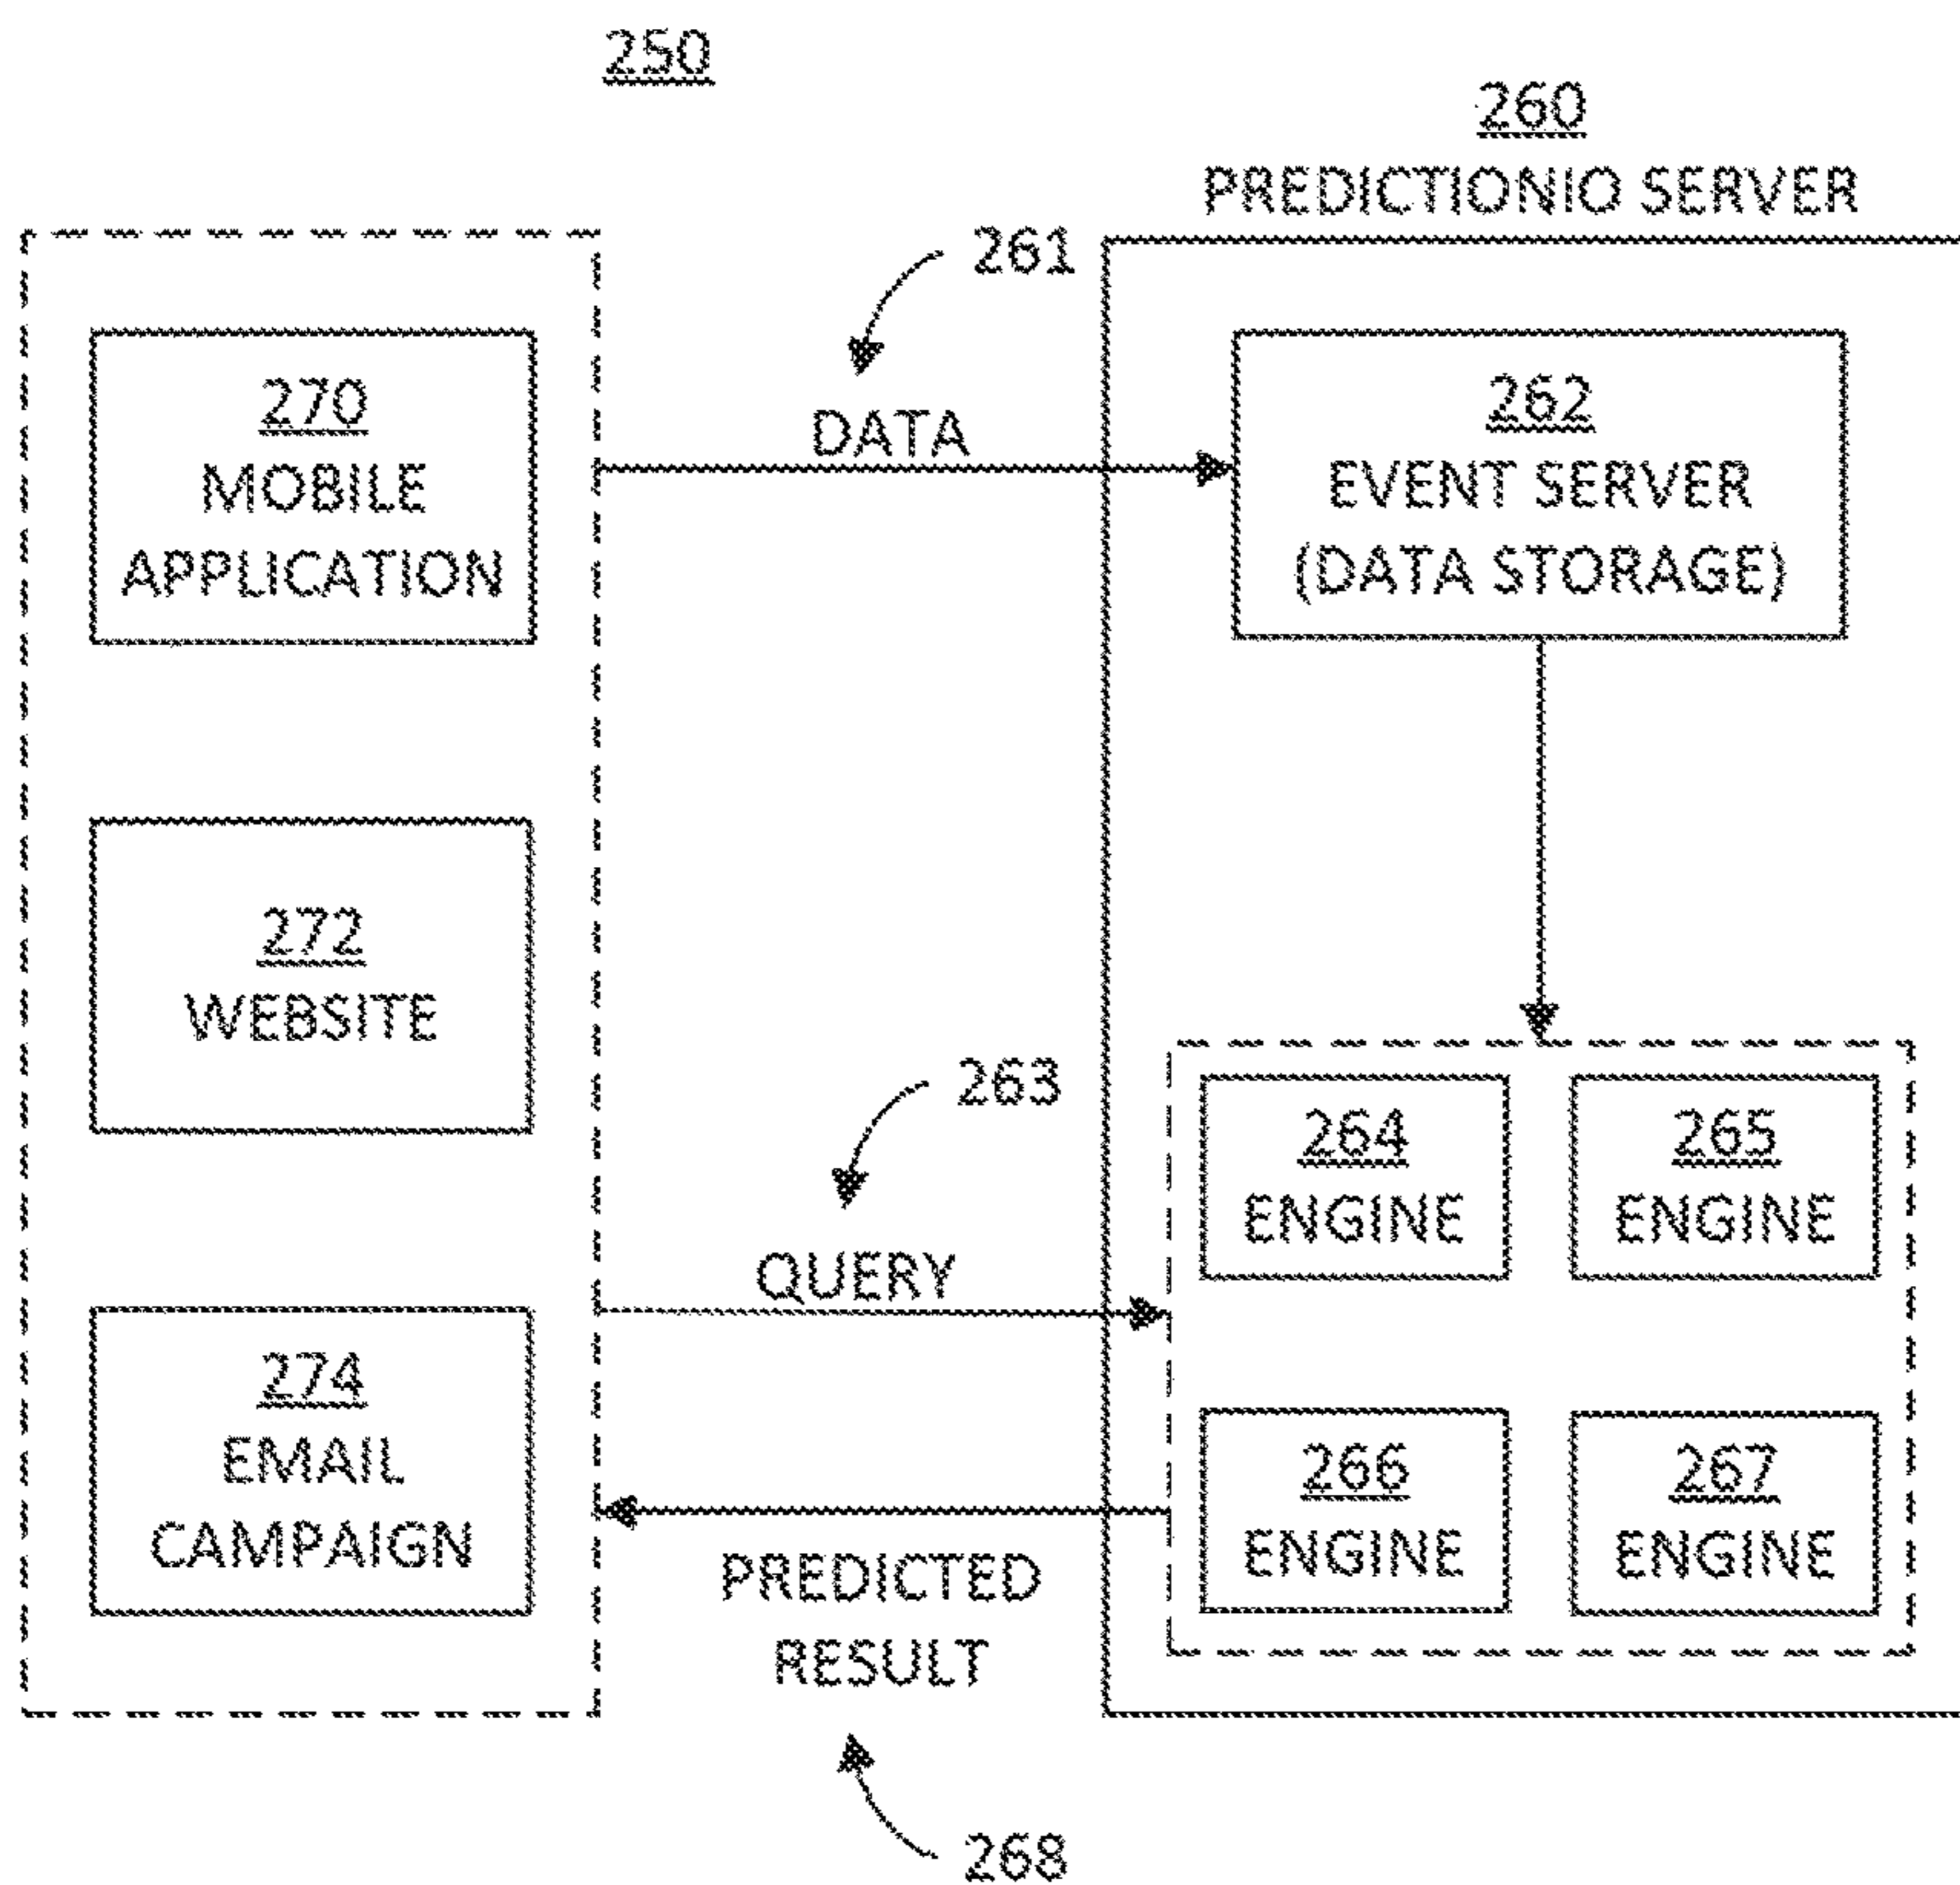 250
260
PREDICTIONIO SERVER
261
270
MOBILE
APPLICATION
DATA
262
EVENT SERVER
(DATA STORAGE)
272
WEBSITE
263
QUERY
264
ENGINE
265
ENGINE
274
EMAIL
CAMPAIGN
266
ENGINE
267
ENGINE
PREDICTED
RESULT
268